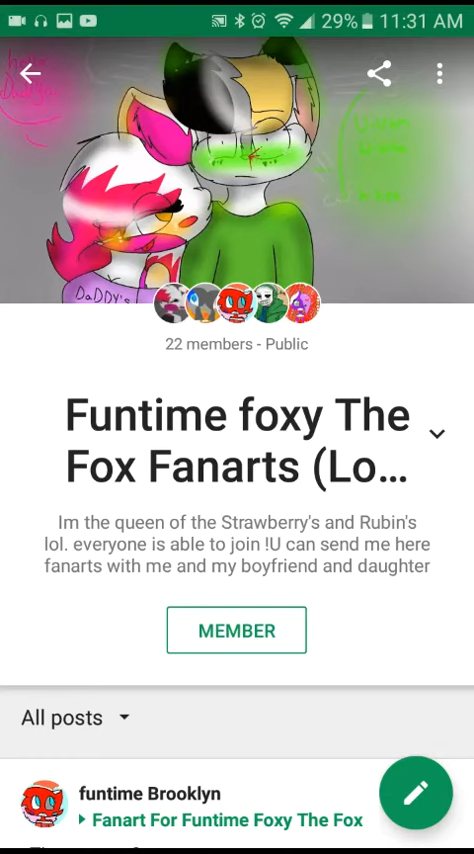 29% 11:31 AM
DaDDY's
22 members - Public
Funtime foxy The
Fox Fanarts (Lo...
Im the queen of the Strawberry's and Rubin's
lol. everyone is able to join !U can send me here
fanarts with me and my boyfriend and daughter
MEMBER
All posts
funtime Brooklyn
Fanart For Funtime Foxy The Fox